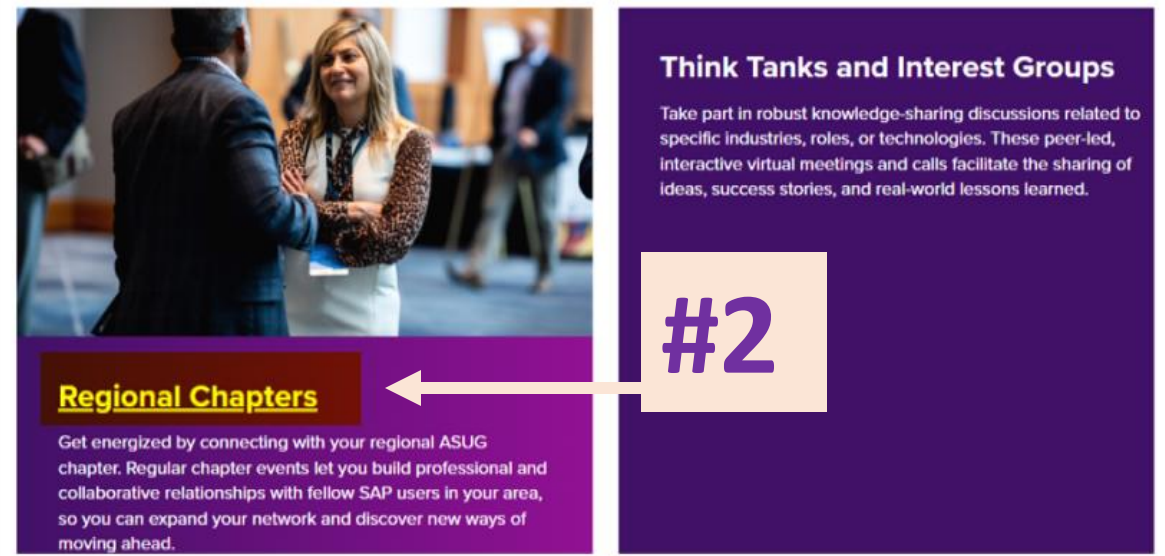 Think Tanks and Interest Groups
Take part in robust knowledge-sharing discussions related to
specific industries, roles, or technologies. These peer-led,
interactive virtual meetings and calls facilitate the sharing of
ideas, success stories, and real-world lessons learned.
#2
Regional Chapters
Get energized by connecting with your regional ASUG
chapter. Regular chapter events let you build professional and
collaborative relationships with fellow SAP users in your area,
so you can expand your network and discover new ways of
moving ahead.